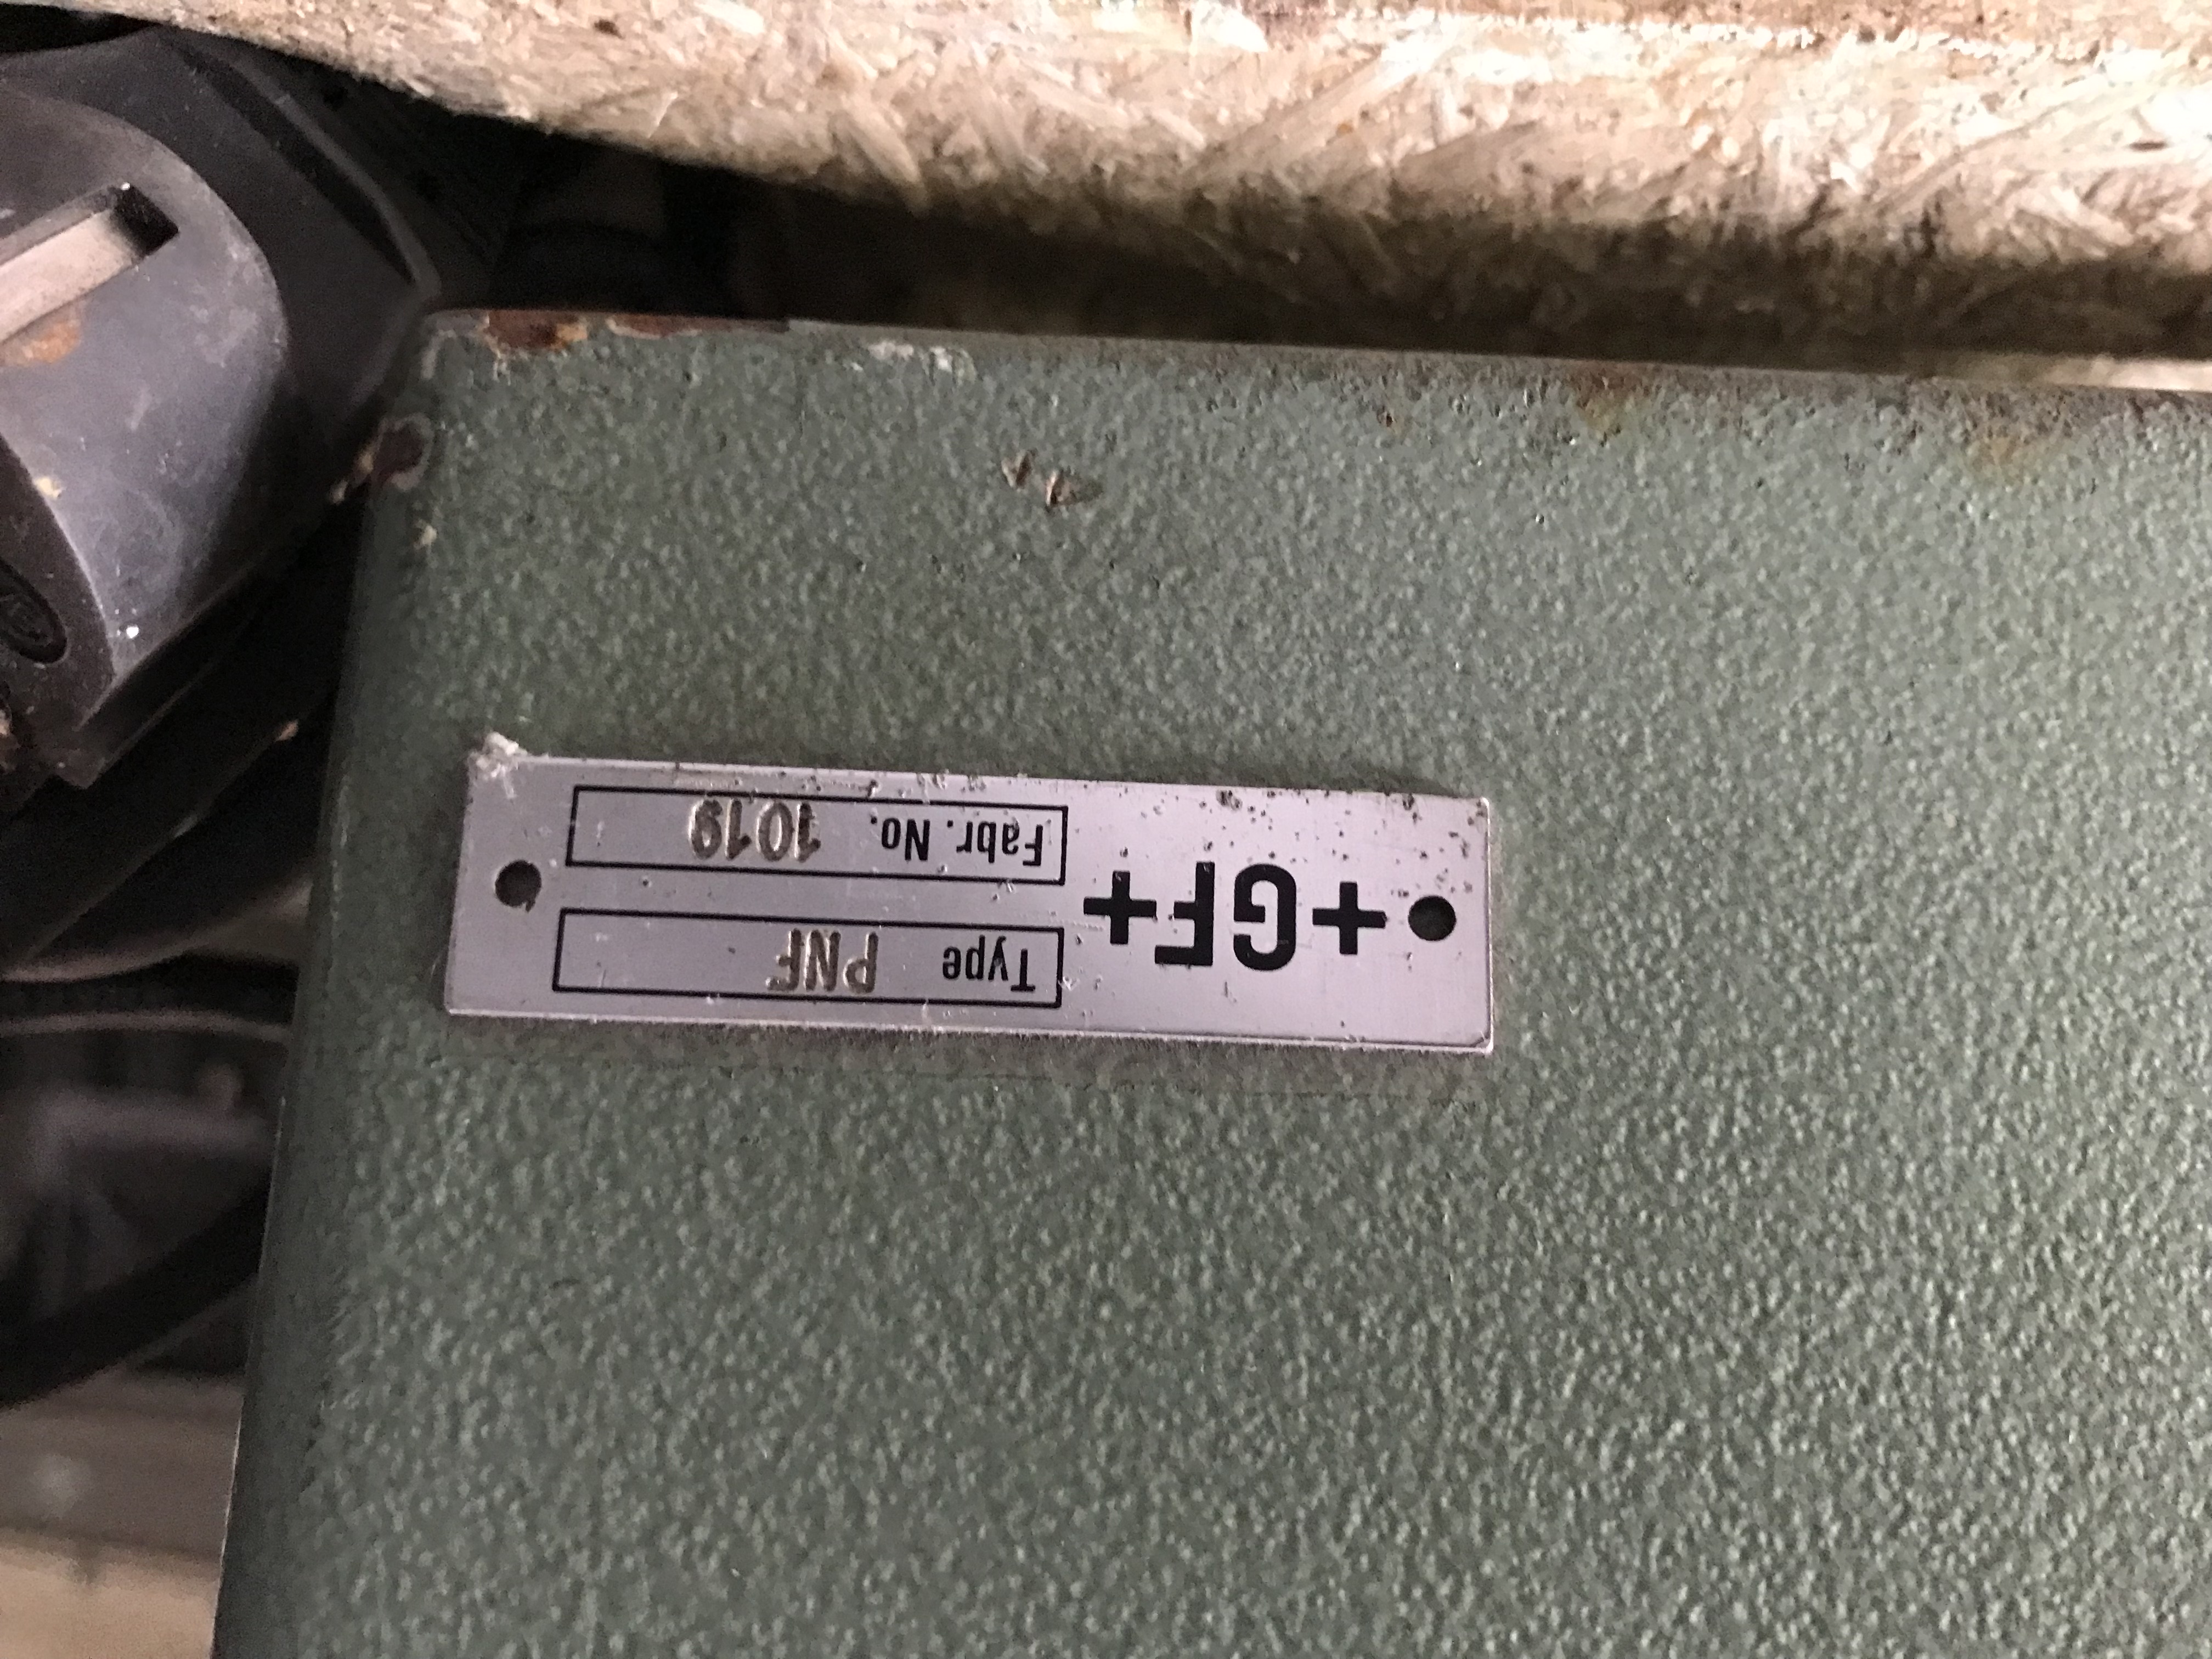 +GF+
Type PNF
Fabr. No. 1019